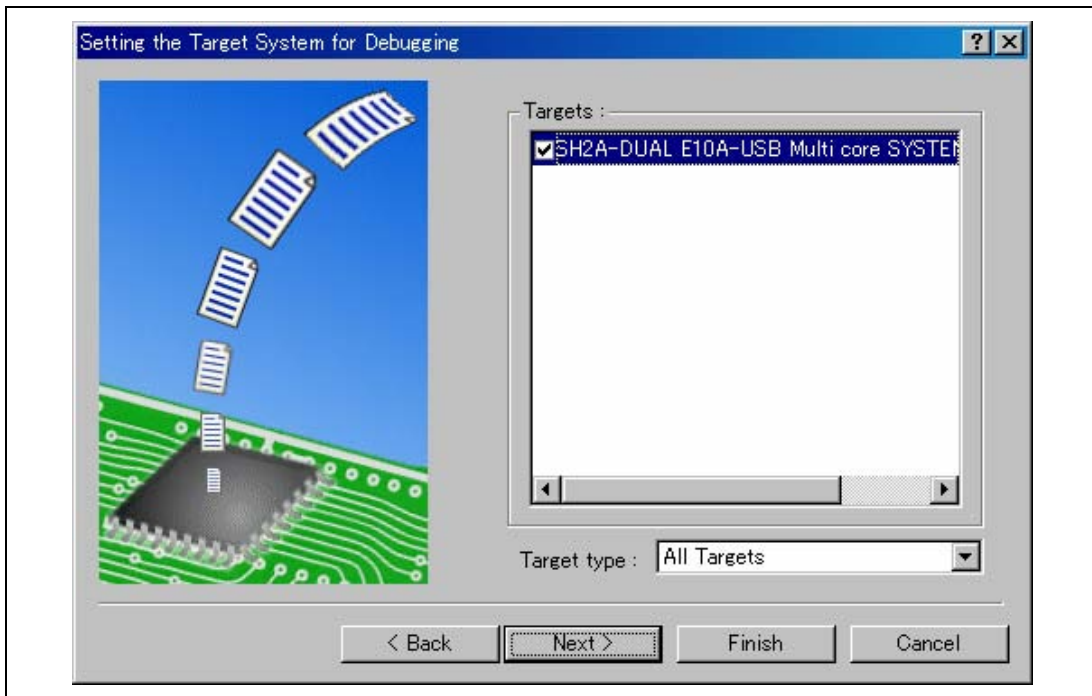 Setting the Target System for Debugging
Targets :
SH2A-DUAL E10A-USB Multi core SYSTEM
Target type :
All Targets
< Back
Next >
Finish
Cancel